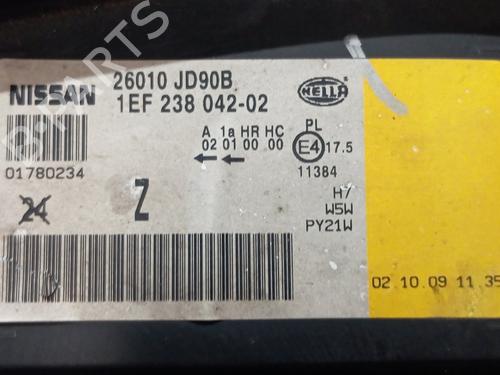 NISSAN
26010 JD90B
1EF 238 042-02
HELLA
01780234
A 1a HR HC
02 01 00 00
PL
E4 17.5
11384
24
Z
H7
W5W
PY21W
02.10.09 11 35
PARTS